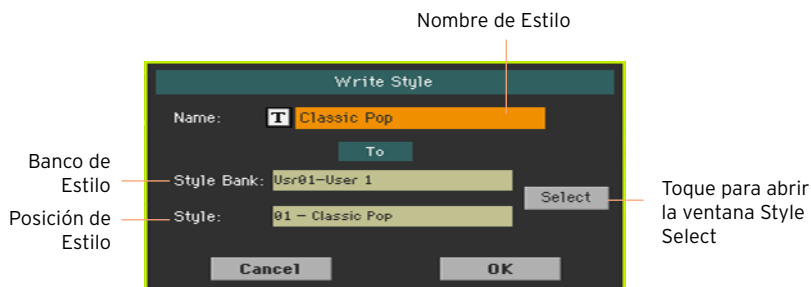 Nombre de Estilo
Write Style
Name: T Classic Pop
To
Banco de
Estilo
Style Bank: Usr01-User 1
Select
Posición de
Estilo
Style: 01 - Classic Pop
Toque para abrir
la ventana Style
Select
Cancel OK